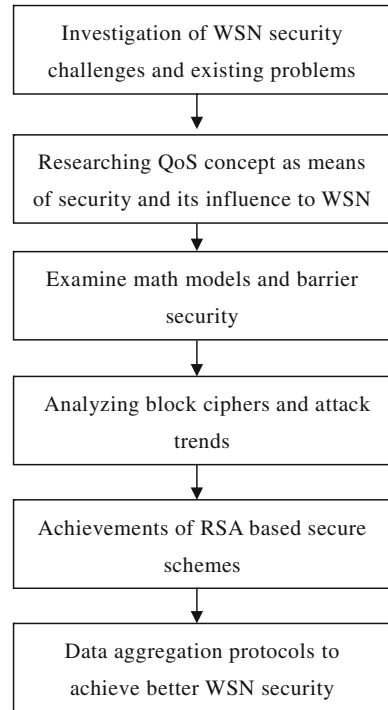 Investigation of WSN security
challenges and existing problems
Researching QoS concept as means
of security and its influence to WSN
Examine math models and barrier
security
Analyzing block ciphers and attack
trends
Achievements of RSA based secure
schemes
Data aggregation protocols to
achieve better WSN security